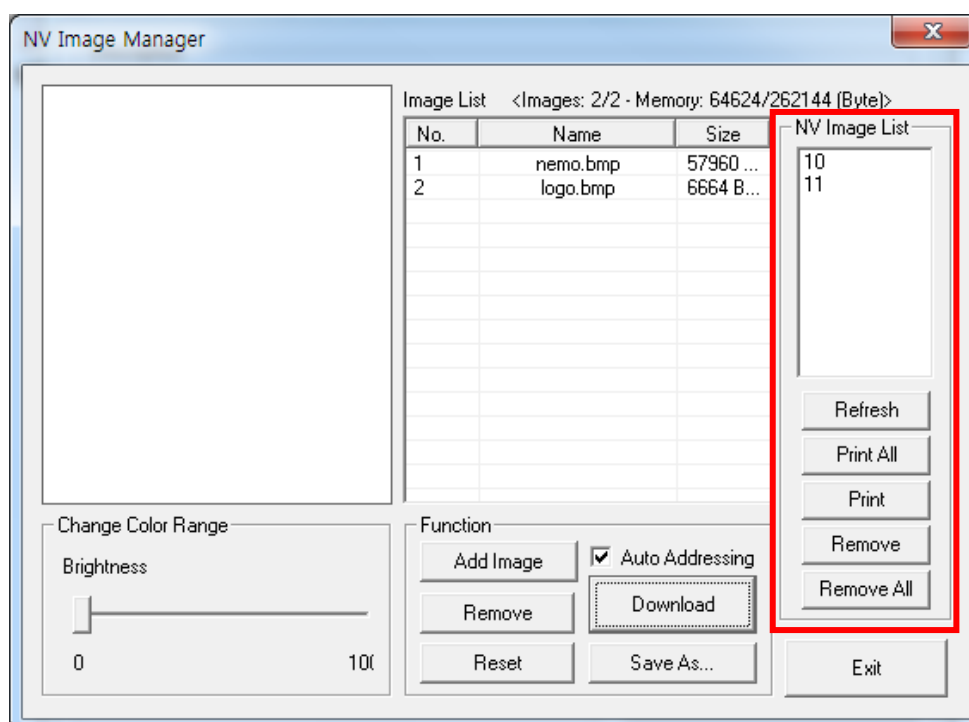 NV Image Manager
Image List <Images: 2/2 - Memory: 64624/262144 (Byte)>
No. Name Size
1 nemo.bmp 57960 ...
2 logo.bmp 6664 B...
NV Image List
10
11
Refresh
Print All
Print
Remove
Remove All
Change Color Range
Brightness
0 100
Function
Add Image Auto Addressing
Remove Download
Reset Save As...
Exit